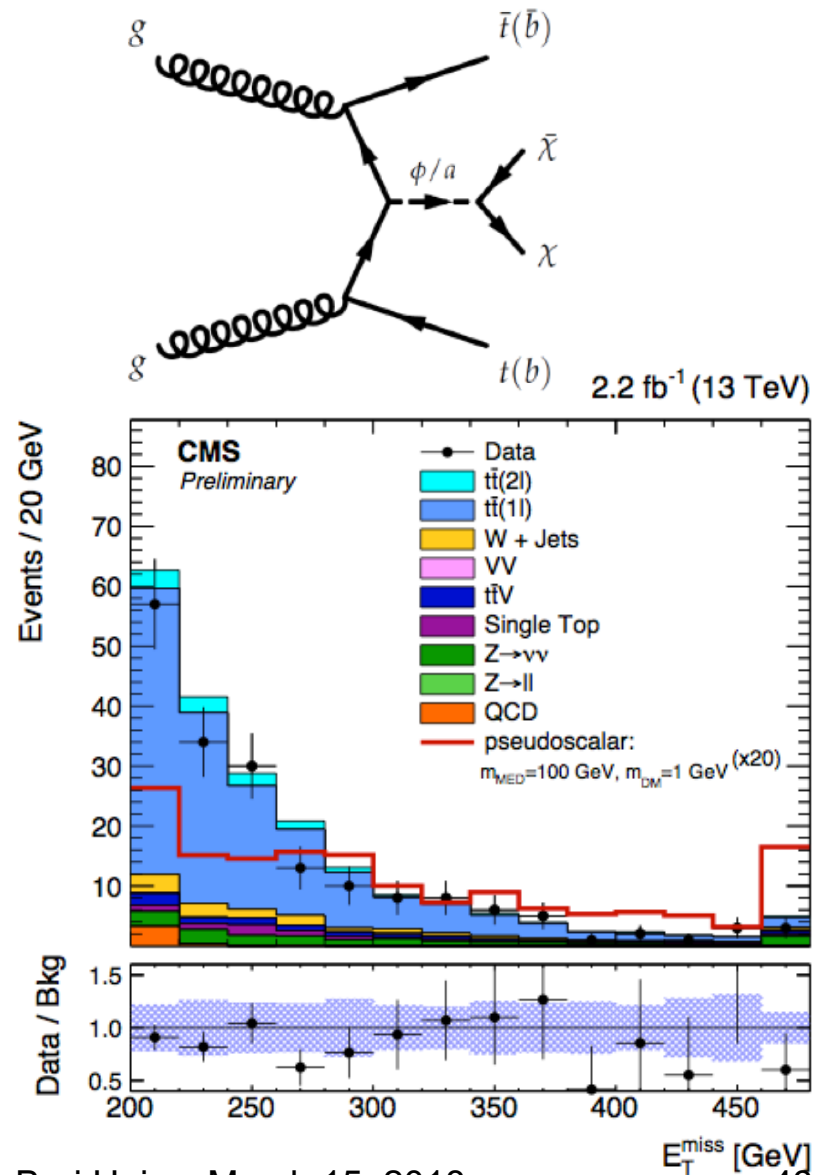 g
t̄(b̄)
χ̄
ϕ/a
χ
g
t(b)
2.2 fb⁻¹ (13 TeV)
Events / 20 GeV
CMS
Preliminary
Data
tt̄(2l)
tt̄(1l)
W + Jets
VV
tt̄V
Single Top
Z→νν
Z→ll
QCD
pseudoscalar:
m_MED=100 GeV, m_DM=1 GeV (x20)
80
70
60
50
40
30
20
10
Data / Bkg
1.5
1.0
0.5
200 250 300 350 400 450
E_T^miss [GeV]